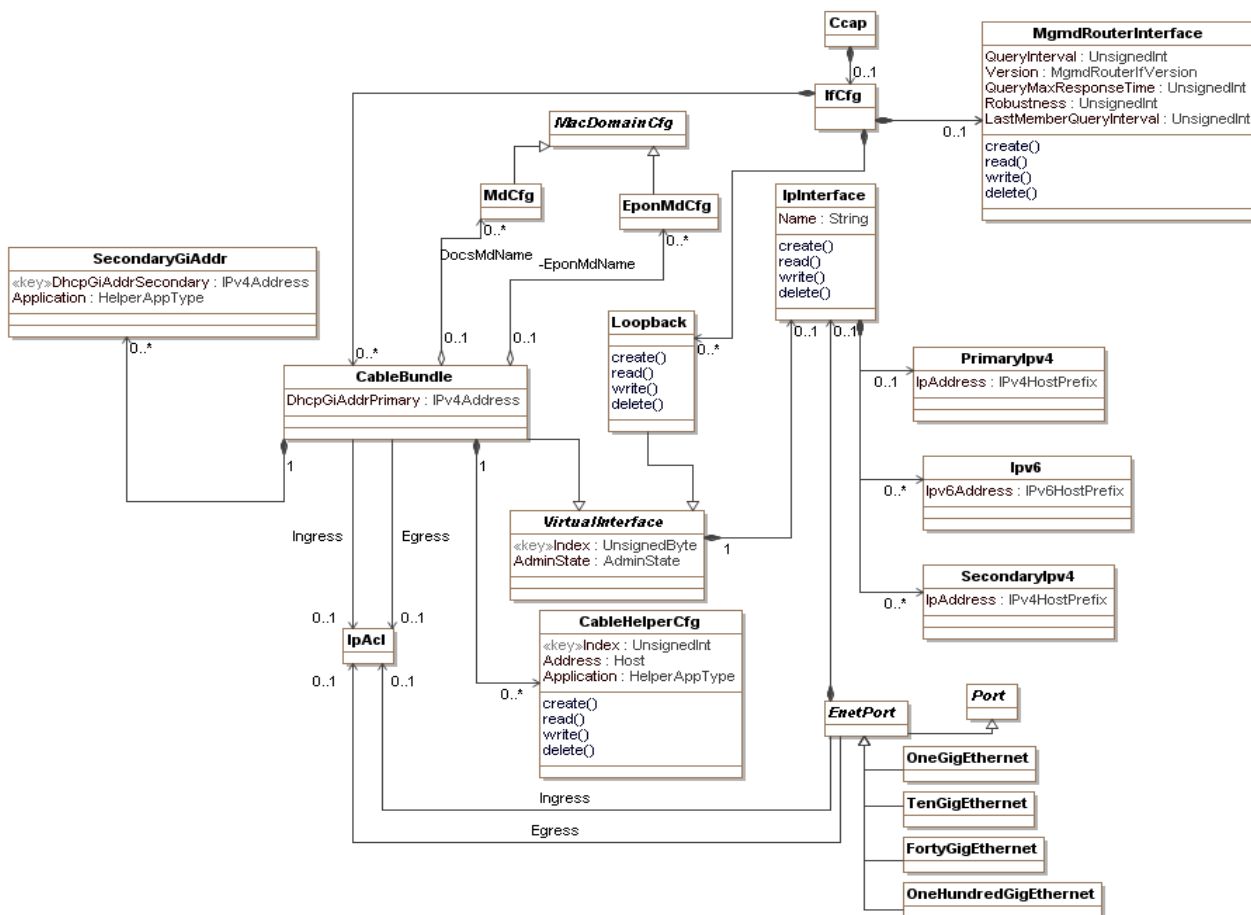 Ccap
0..1
IfCfg
MgmdRouterInterface
QueryInterval : UnsignedInt
Version : MgmdRouterIfVersion
QueryMaxResponseTime : UnsignedInt
Robustness : UnsignedInt
LastMemberQueryInterval : UnsignedInt
create()
read()
write()
delete()
0..1
MacDomainCfg
MdCfg
0..*
EponMdCfg
0..*
DocsMdName
-EponMdName
0..1
0..1
IpInterface
Name : String
create()
read()
write()
delete()
0..1
0..1
SecondaryGiAddr
«key»DhcpGiAddrSecondary : IPv4Address
Application : HelperAppType
0..*
0..*
CableBundle
DhcpGiAddrPrimary : IPv4Address
1
1
Loopback
create()
read()
write()
delete()
0..*
PrimaryIpv4
IpAddress : IPv4HostPrefix
0..1
Ipv6
Ipv6Address : IPv6HostPrefix
0..*
SecondaryIpv4
IpAddress : IPv4HostPrefix
0..*
VirtualInterface
«key»Index : UnsignedByte
AdminState : AdminState
1
Ingress
Egress
0..1
0..1
IpAcl
0..1
0..1
CableHelperCfg
«key»Index : UnsignedInt
Address : Host
Application : HelperAppType
create()
read()
write()
delete()
0..*
EnetPort
Port
OneGigEthernet
TenGigEthernet
FortyGigEthernet
OneHundredGigEthernet
Ingress
Egress